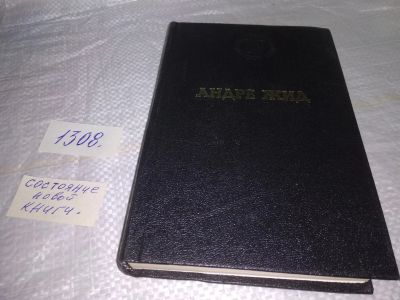 АНДРЕ ЖИД
1308.
СОСТОЯНИЕ
НОВОЙ
КНИГИ.